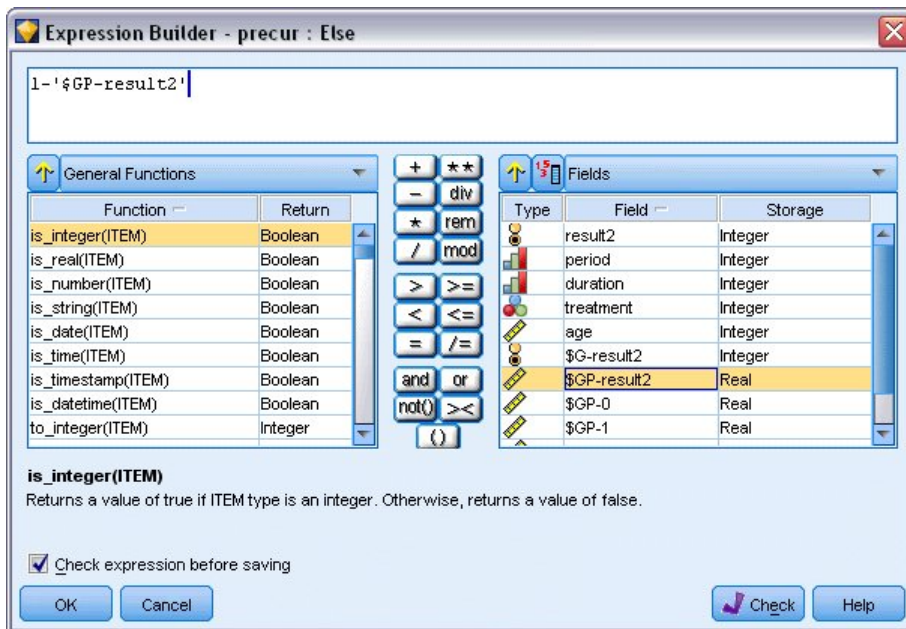 Expression Builder - precur : Else
1-'$GP-result2'
General Functions
Function Return
is_integer(ITEM) Boolean
is_real(ITEM) Boolean
is_number(ITEM) Boolean
is_string(ITEM) Boolean
is_date(ITEM) Boolean
is_time(ITEM) Boolean
is_timestamp(ITEM) Boolean
is_datetime(ITEM) Boolean
to_integer(ITEM) Integer
+ **
- div
* rem
/ mod
> >=
< <=
= /=
and or
not() ><
()
Fields
Type Field Storage
result2 Integer
period Integer
duration Integer
treatment Integer
age Integer
$G-result2 Integer
$GP-result2 Real
$GP-0 Real
$GP-1 Real
is_integer(ITEM)
Returns a value of true if ITEM type is an integer. Otherwise, returns a value of false.
Check expression before saving
OK Cancel Check Help